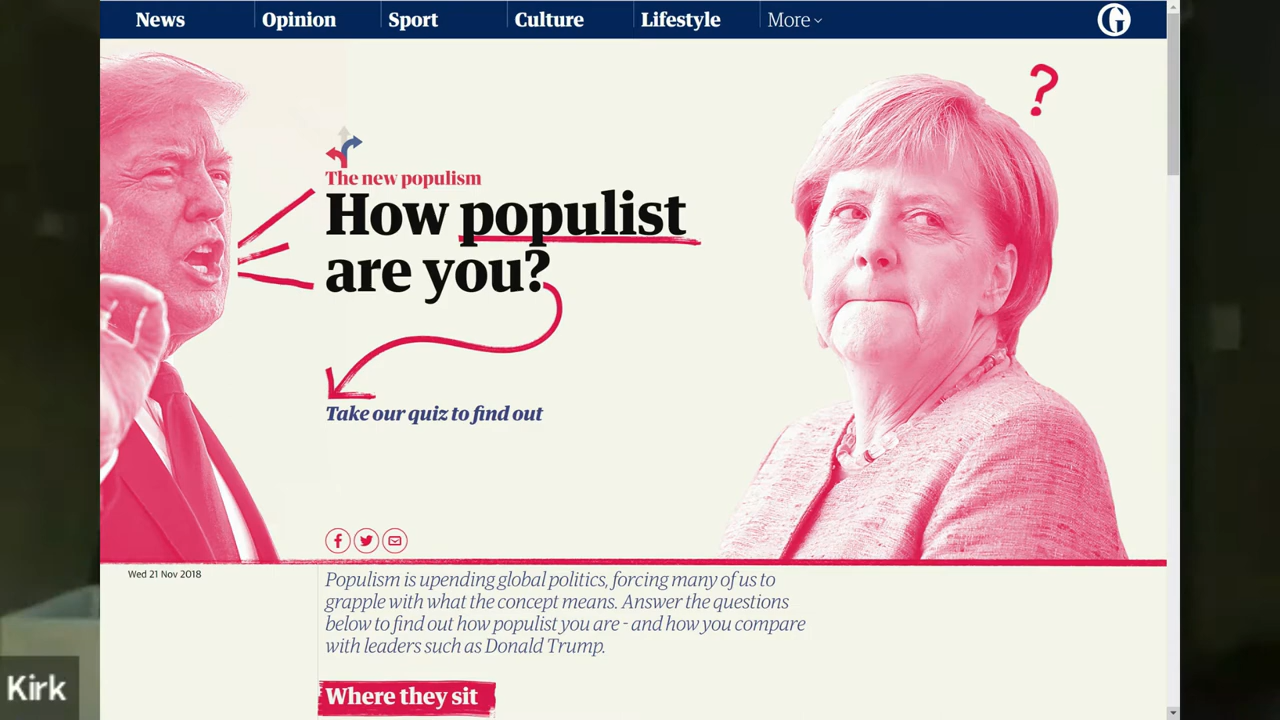 News
Opinion
Sport
Culture
Lifestyle
More
G
?
The new populism
How populist
are you?
Take our quiz to find out
f
Wed 21 Nov 2018
Populism is upending global politics, forcing many of us to
grapple with what the concept means. Answer the questions
below to find out how populist you are - and how you compare
with leaders such as Donald Trump.
Where they sit
Kirk